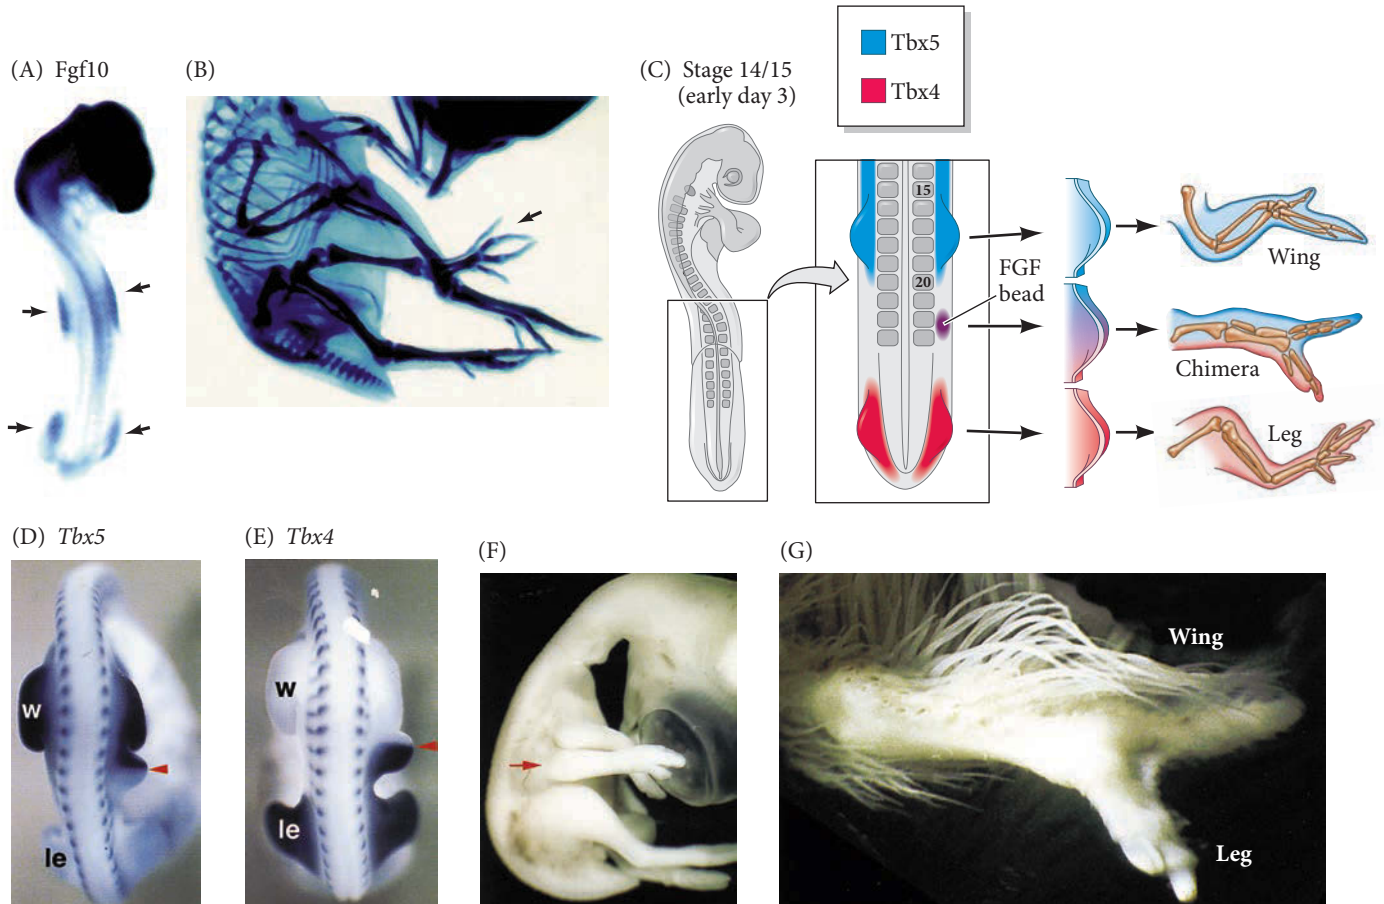 (A) Fgf10
(B)
(C) Stage 14/15
(early day 3)
Tbx5
Tbx4
15
20
FGF
bead
Wing
Chimera
Leg
(D) Tbx5
w
le
(E) Tbx4
w
le
(F)
(G)
Wing
Leg